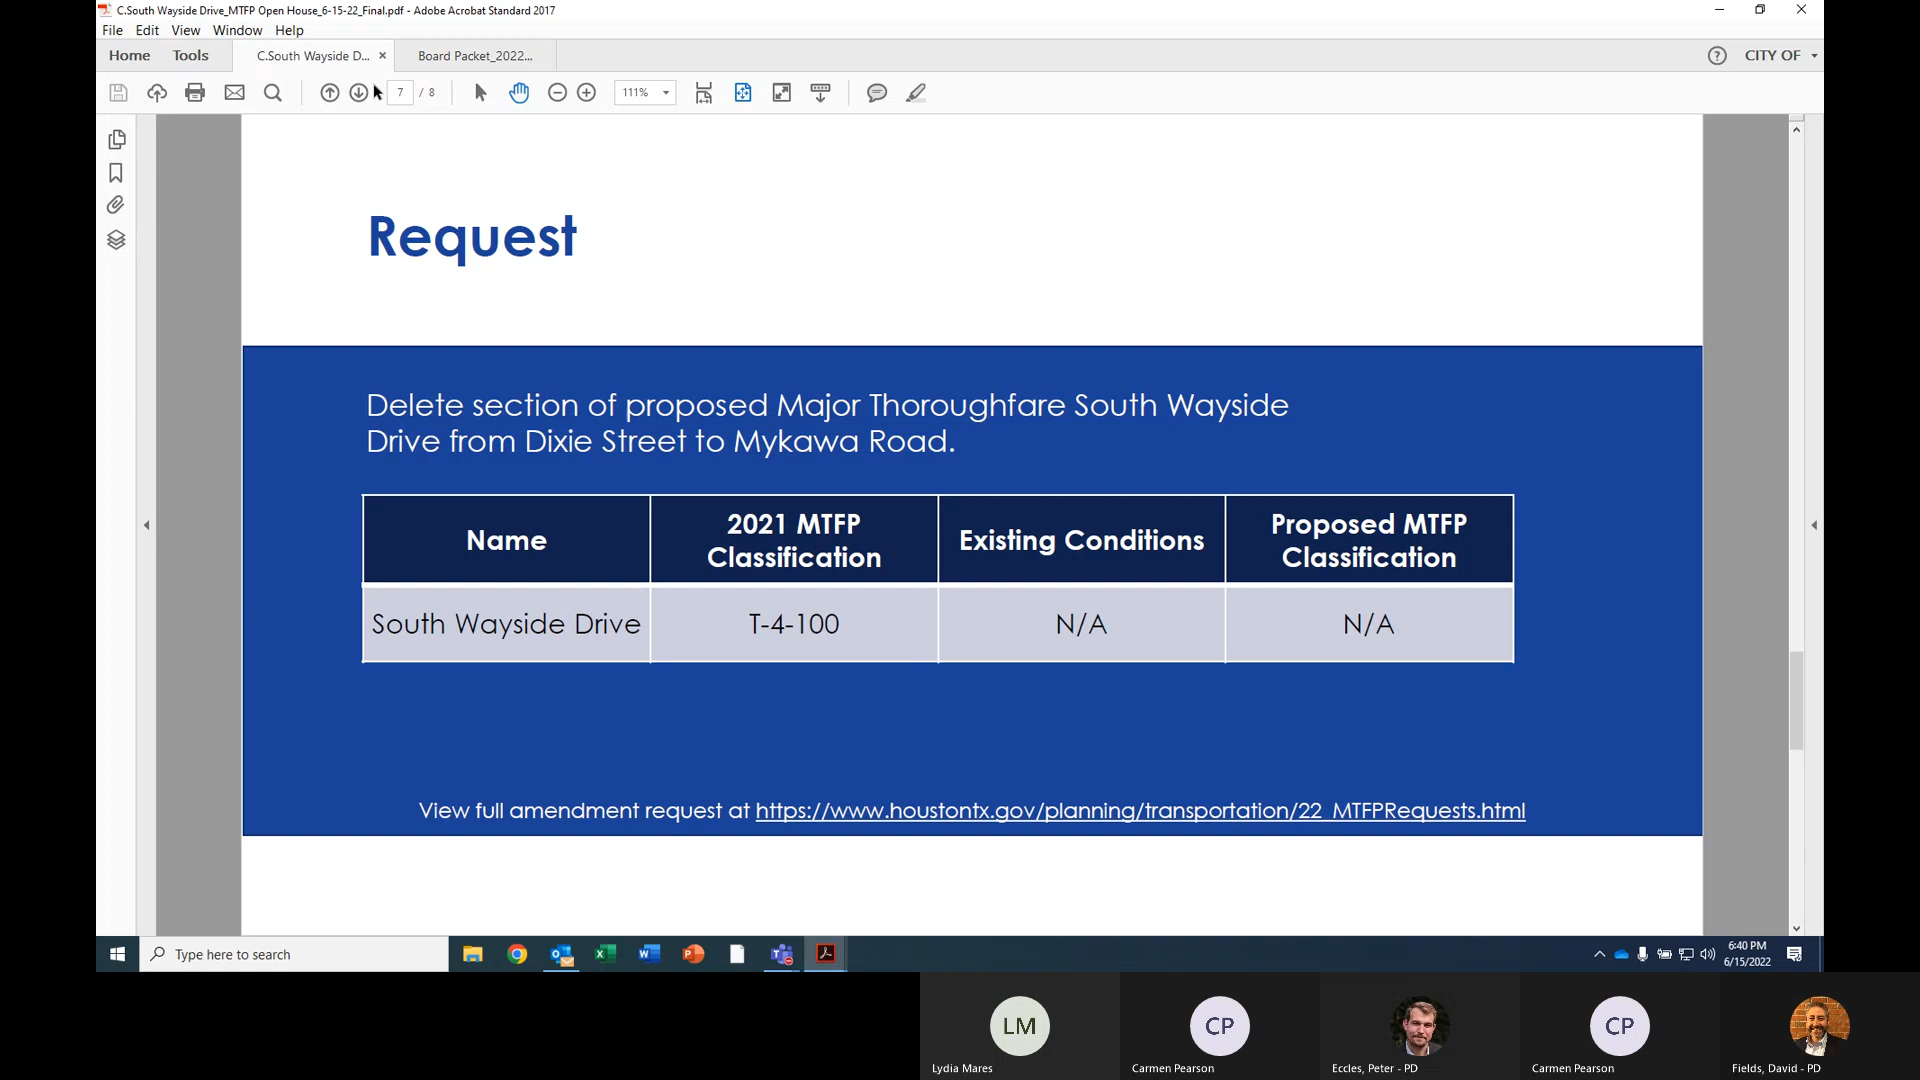 C.South Wayside Drive_MTFP Open House_6-15-22_Final.pdf - Adobe Acrobat Standard 2017
File Edit View Window Help
Home Tools C.South Wayside D... × Board Packet_2022... ? CITY OF
7 / 8 111%
Request
Delete section of proposed Major Thoroughfare South Wayside
Drive from Dixie Street to Mykawa Road.
Name 2021 MTFP Classification Existing Conditions Proposed MTFP Classification
South Wayside Drive T-4-100 N/A N/A
View full amendment request at https://www.houstontx.gov/planning/transportation/22_MTFPRequests.html
Type here to search
6:40 PM
6/15/2022
LM CP CP
Lydia Mares Carmen Pearson Eccles, Peter - PD Carmen Pearson Fields, David - PD